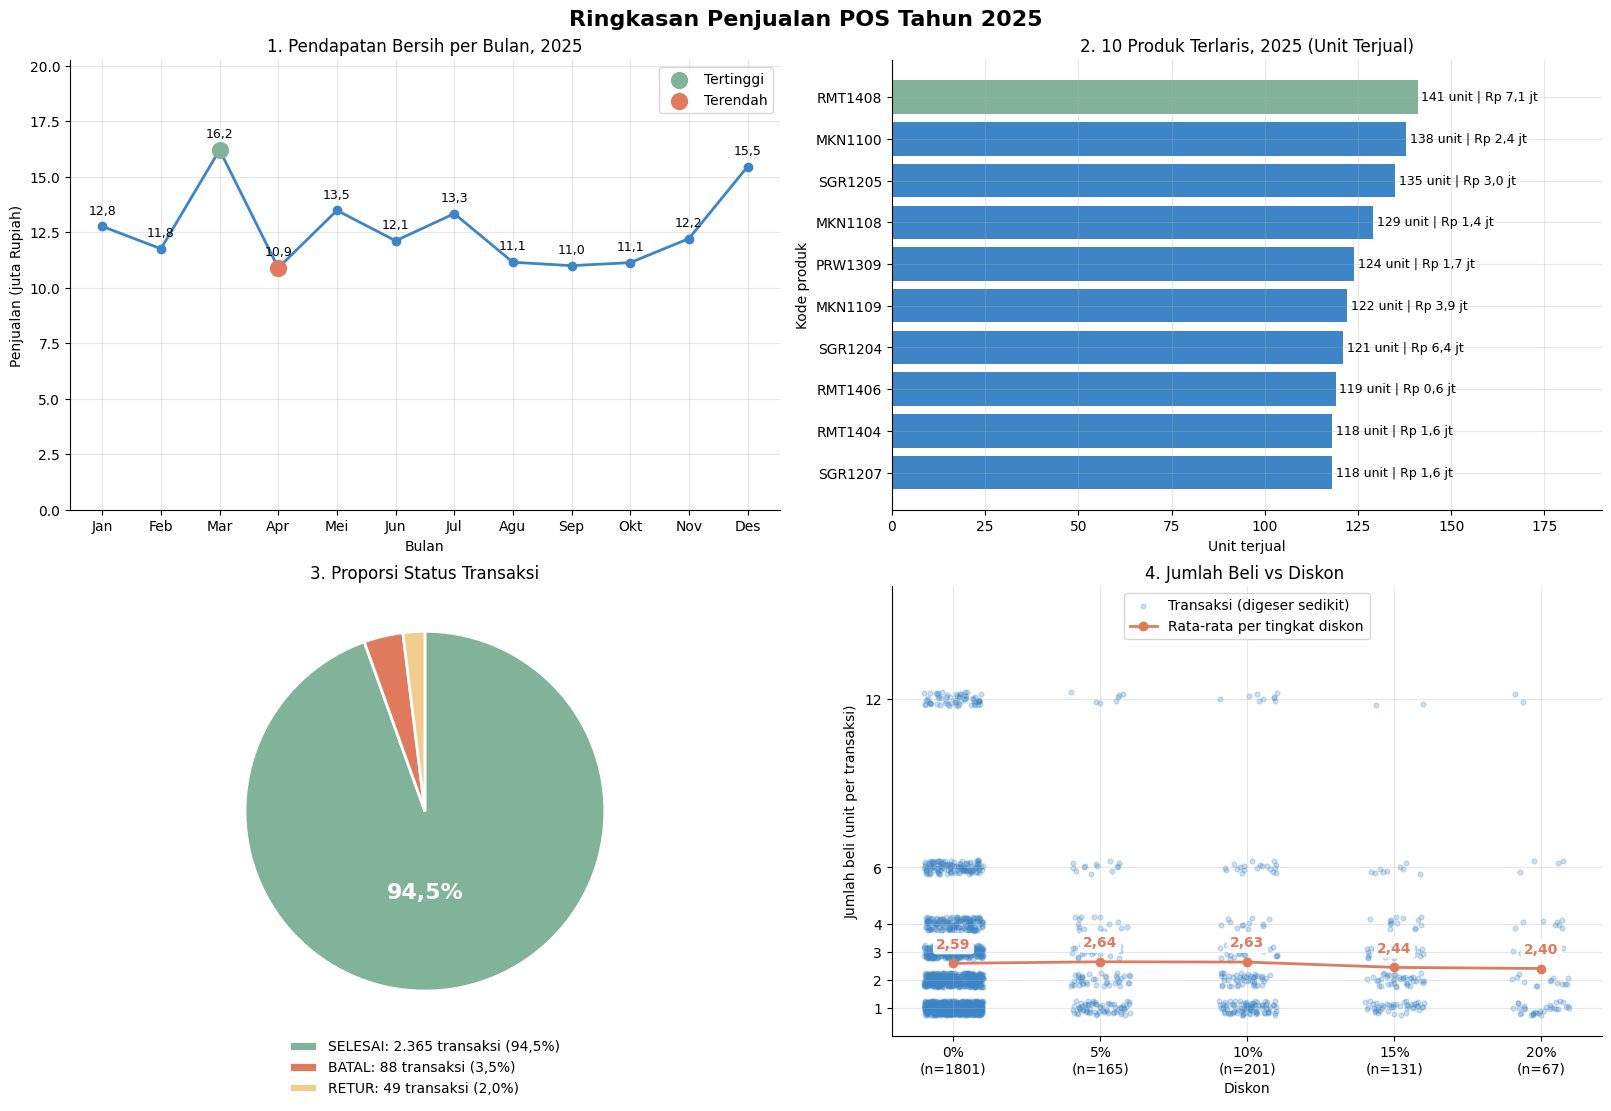 Ringkasan Penjualan POS Tahun 2025
1. Pendapatan Bersih per Bulan, 2025
Penjualan (juta Rupiah)
20.0
17.5
15.0
12.5
10.0
7.5
5.0
2.5
0.0
Tertinggi
Terendah
12,8
11,8
16,2
10,9
13,5
12,1
13,3
11,1
11,0
11,1
12,2
15,5
Jan Feb Mar Apr Mei Jun Jul Agu Sep Okt Nov Des
Bulan
2. 10 Produk Terlaris, 2025 (Unit Terjual)
Kode produk
RMT1408 141 unit | Rp 7,1 jt
MKN1100 138 unit | Rp 2,4 jt
SGR1205 135 unit | Rp 3,0 jt
MKN1108 129 unit | Rp 1,4 jt
PRW1309 124 unit | Rp 1,7 jt
MKN1109 122 unit | Rp 3,9 jt
SGR1204 121 unit | Rp 6,4 jt
RMT1406 119 unit | Rp 0,6 jt
RMT1404 118 unit | Rp 1,6 jt
SGR1207 118 unit | Rp 1,6 jt
0 25 50 75 100 125 150 175
Unit terjual
3. Proporsi Status Transaksi
94,5%
SELESAI: 2.365 transaksi (94,5%)
BATAL: 88 transaksi (3,5%)
RETUR: 49 transaksi (2,0%)
4. Jumlah Beli vs Diskon
Transaksi (digeser sedikit)
Rata-rata per tingkat diskon
Jumlah beli (unit per transaksi)
12
6
4
3
2
1
2,59 2,64 2,63 2,44 2,40
0% 5% 10% 15% 20%
(n=1801) (n=165) (n=201) (n=131) (n=67)
Diskon